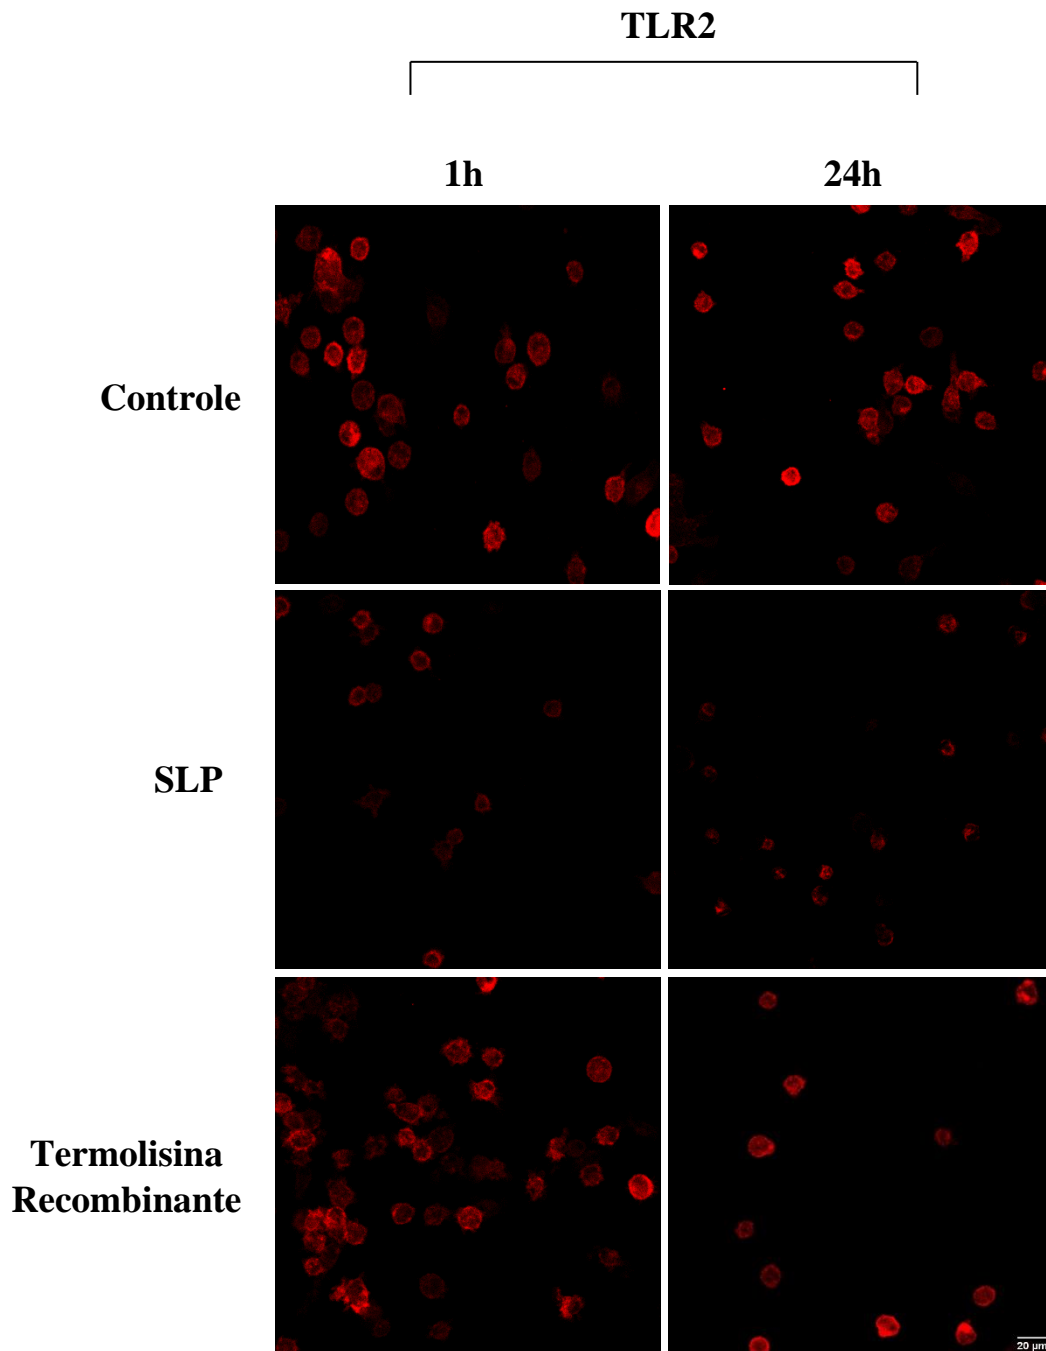 TLR2
1h
24h
Controle
SLP
Termolisina
Recombinante
20 µm